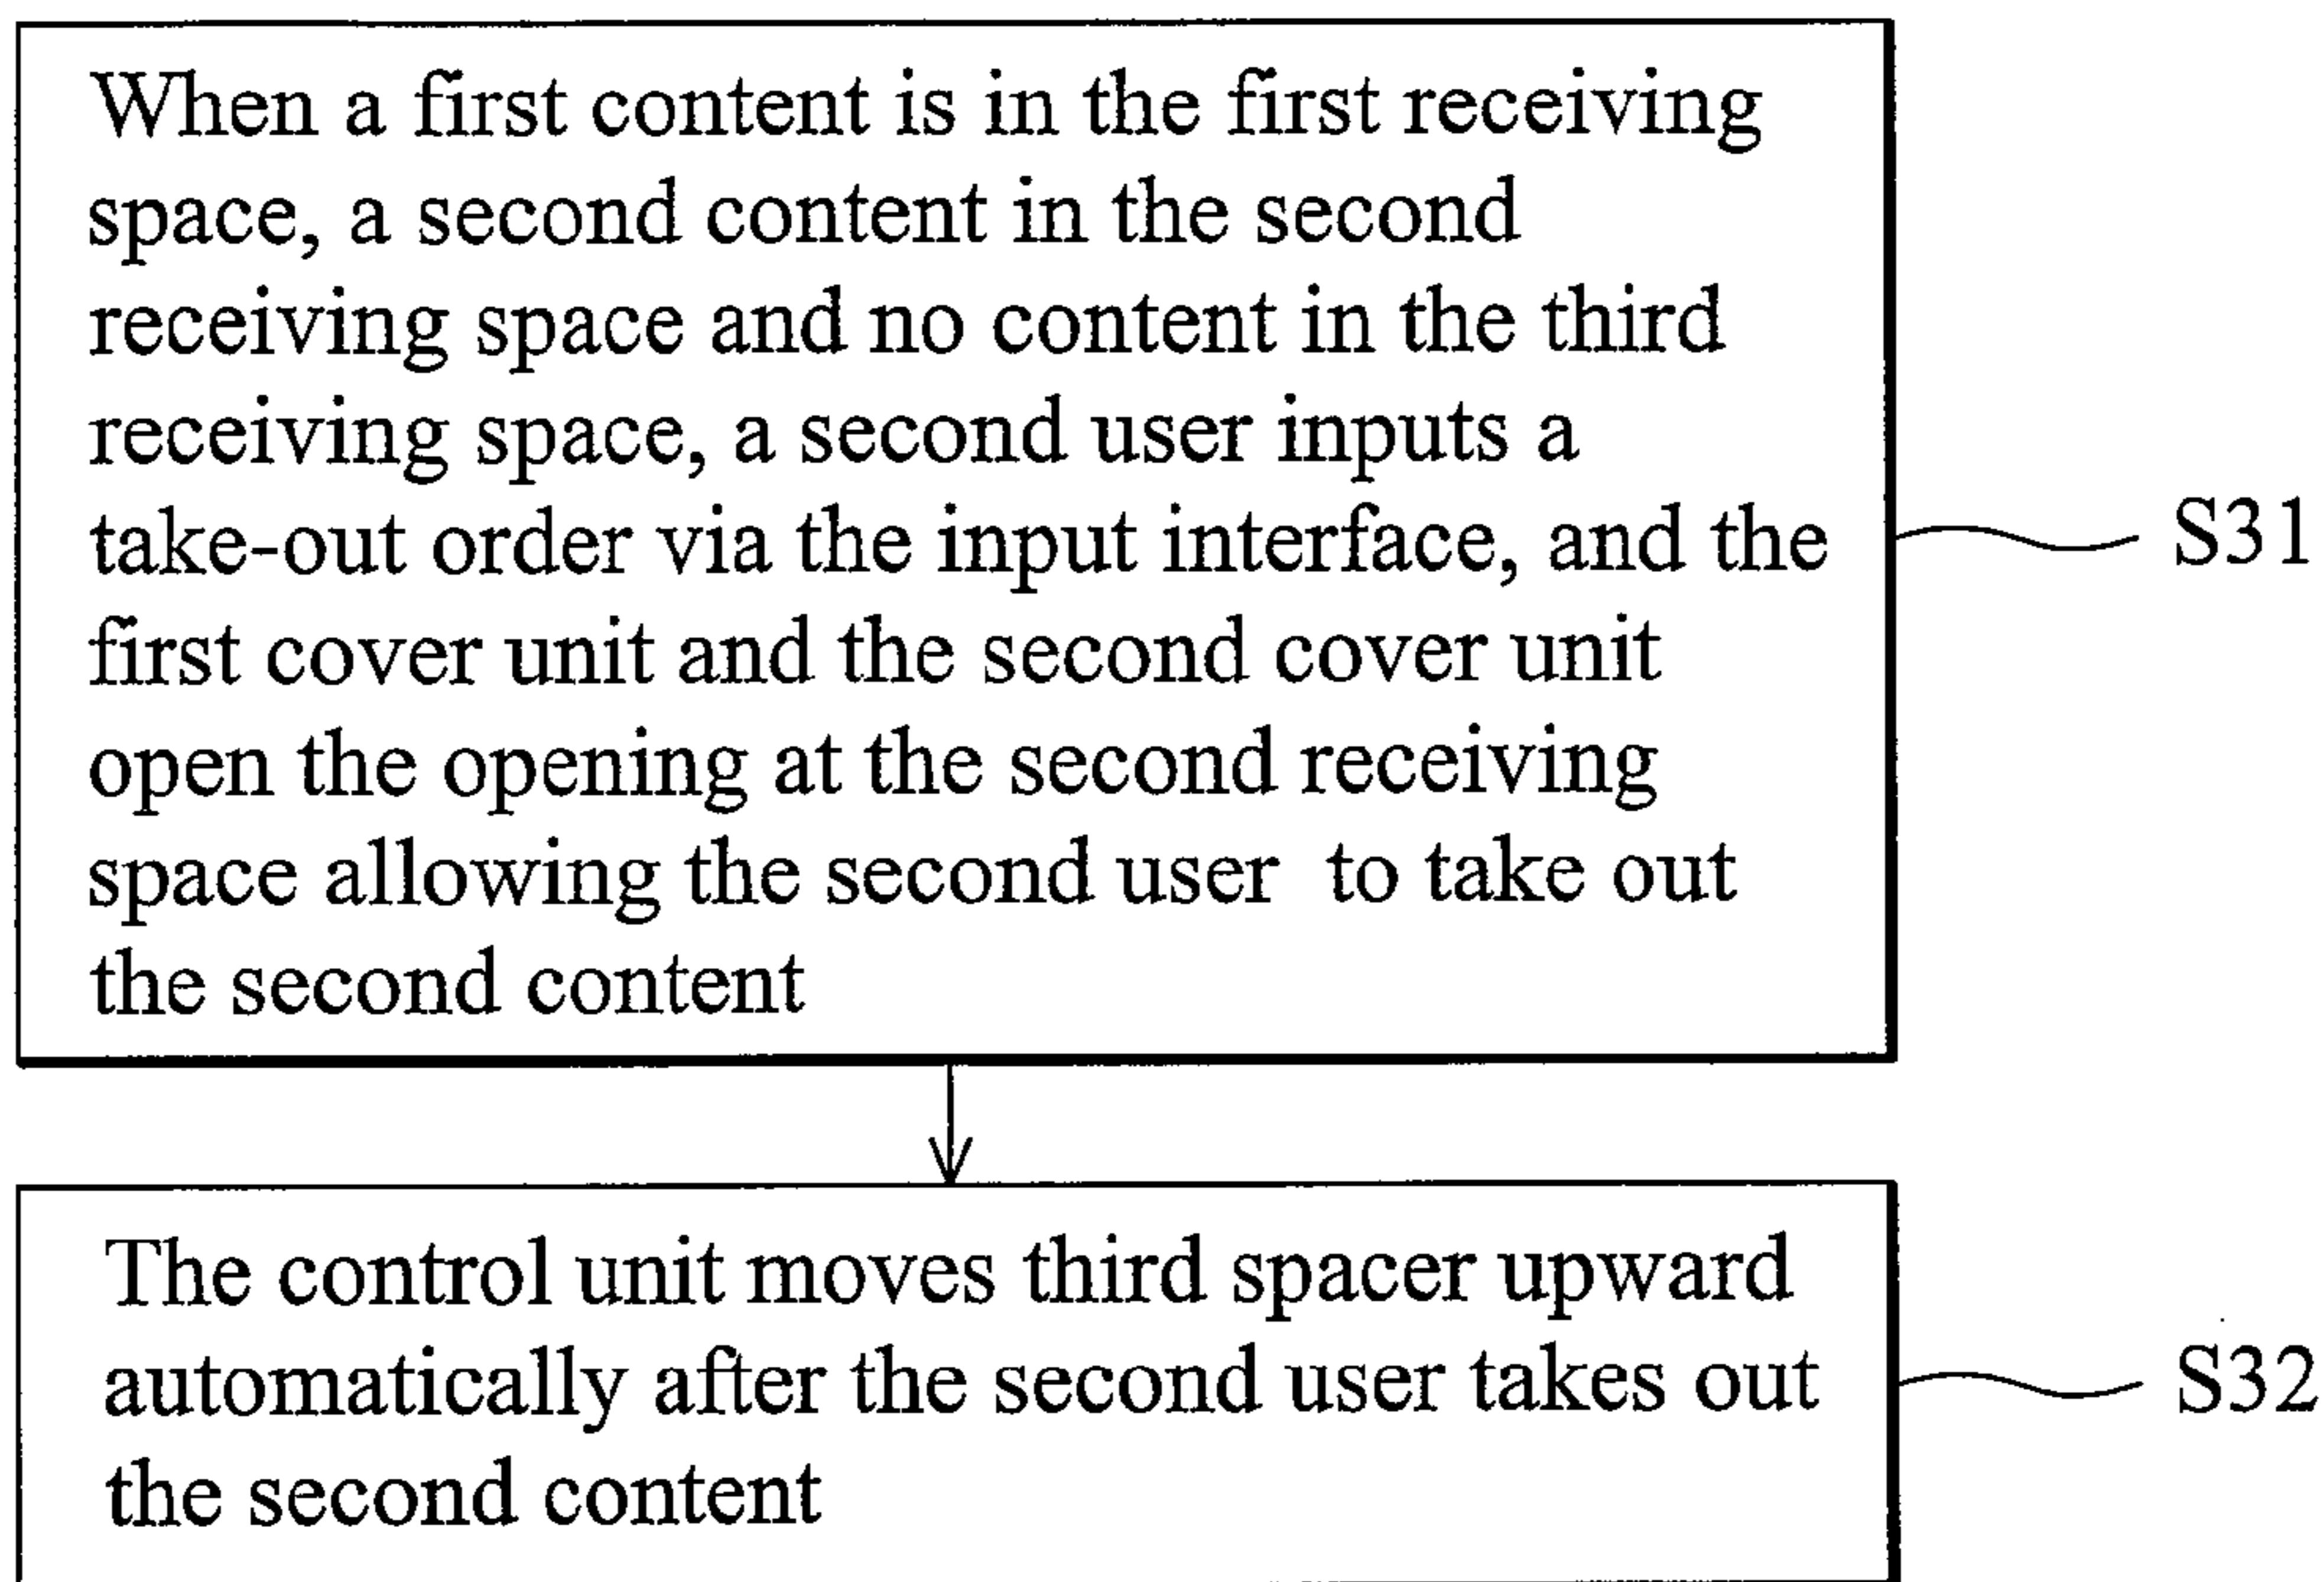 When a first content is in the first receiving
space, a second content in the second
receiving space and no content in the third
receiving space, a second user inputs a
take-out order via the input interface, and the
first cover unit and the second cover unit
open the opening at the second receiving
space allowing the second user to take out
the second content
S31
The control unit moves third spacer upward
automatically after the second user takes out
the second content
S32